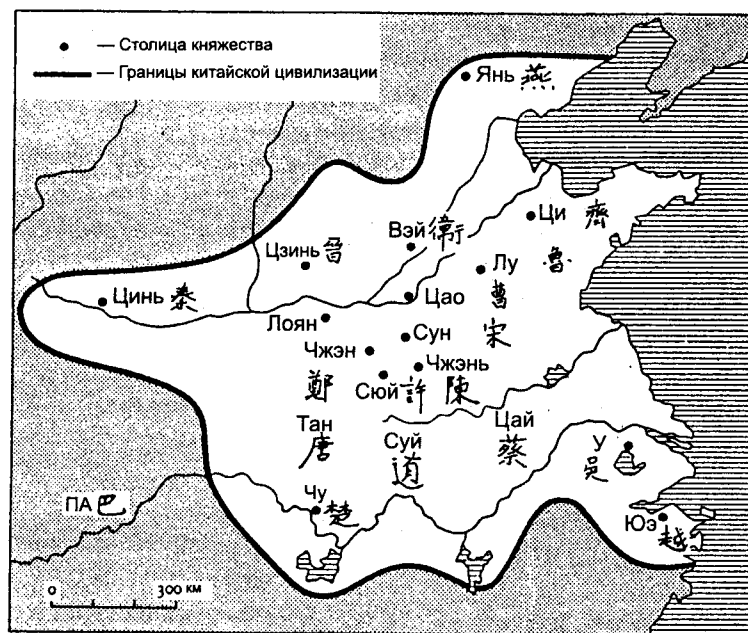 — Столица княжества
— Границы китайской цивилизации
Янь 燕
Ци 齊
Вэй 衛
Цзинь 晉
Лу 魯
Цинь 秦
Цао 曹
Лоян
Сун 宋
Чжэн 鄭
Чжэнь 陳
Сюй 許
Тан 唐
Суй 道
Цай 蔡
У 吳
Чу 楚
ПА 巴
Юэ 越
0 300 КМ